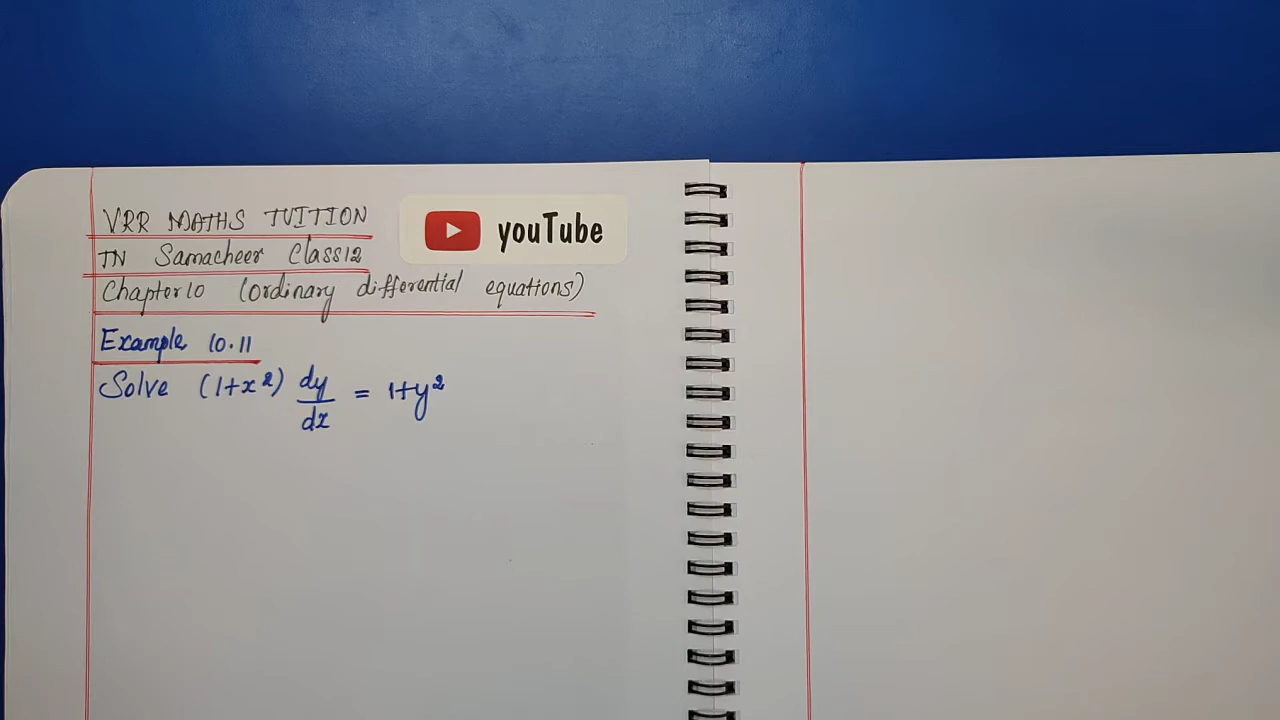 VRR MATHS TUITION
youTube
TN Samacheer Class12
Chapter10 (ordinary differential equations)
Example 10.11
Solve (1+x²) dy/dx = 1+y²